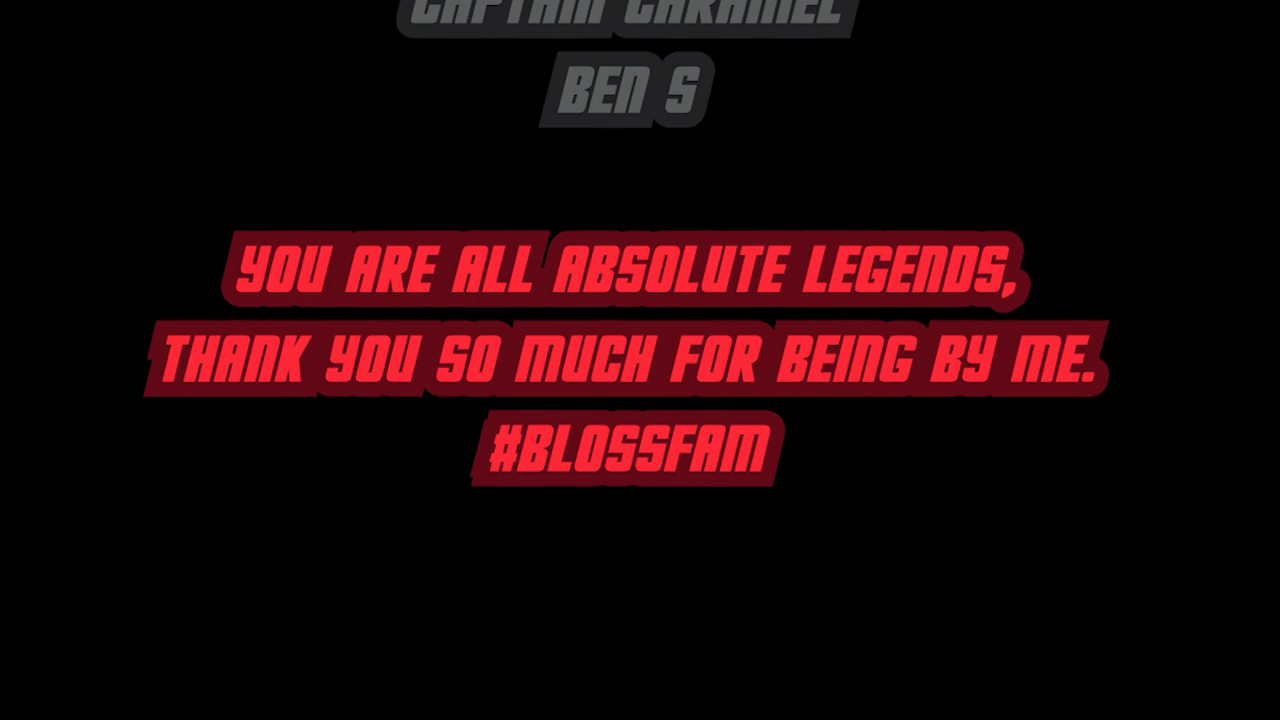 CAPTAIN CARAMEL
BEN S
YOU ARE ALL ABSOLUTE LEGENDS,
THANK YOU SO MUCH FOR BEING BY ME.
#BLOSSFAM